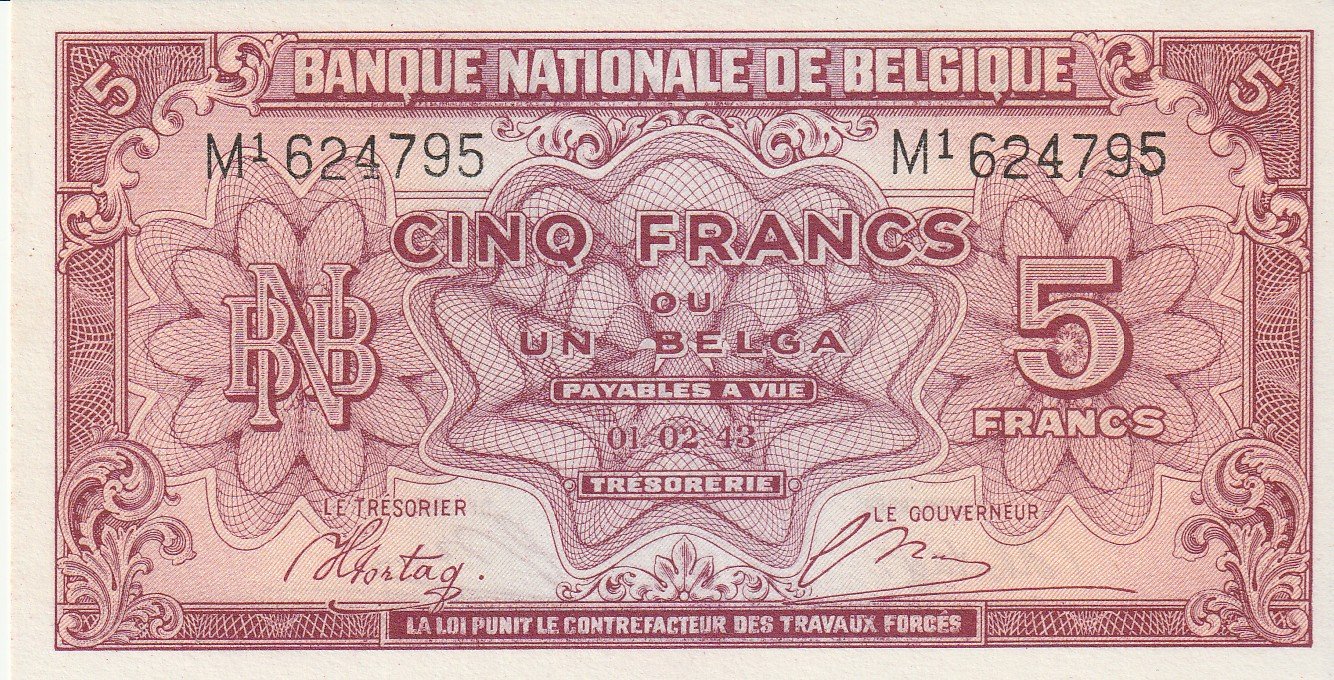 5 BANQUE NATIONALE DE BELGIQUE 5
M1 624795 M1 624795
CINQ FRANCS
OU
UN BELGA
PAYABLES A VUE
01.02.43
TRÉSORERIE
BNB
5
FRANCS
LE TRÉSORIER
LE GOUVERNEUR
LA LOI PUNIT LE CONTREFACTEUR DES TRAVAUX FORCÉS